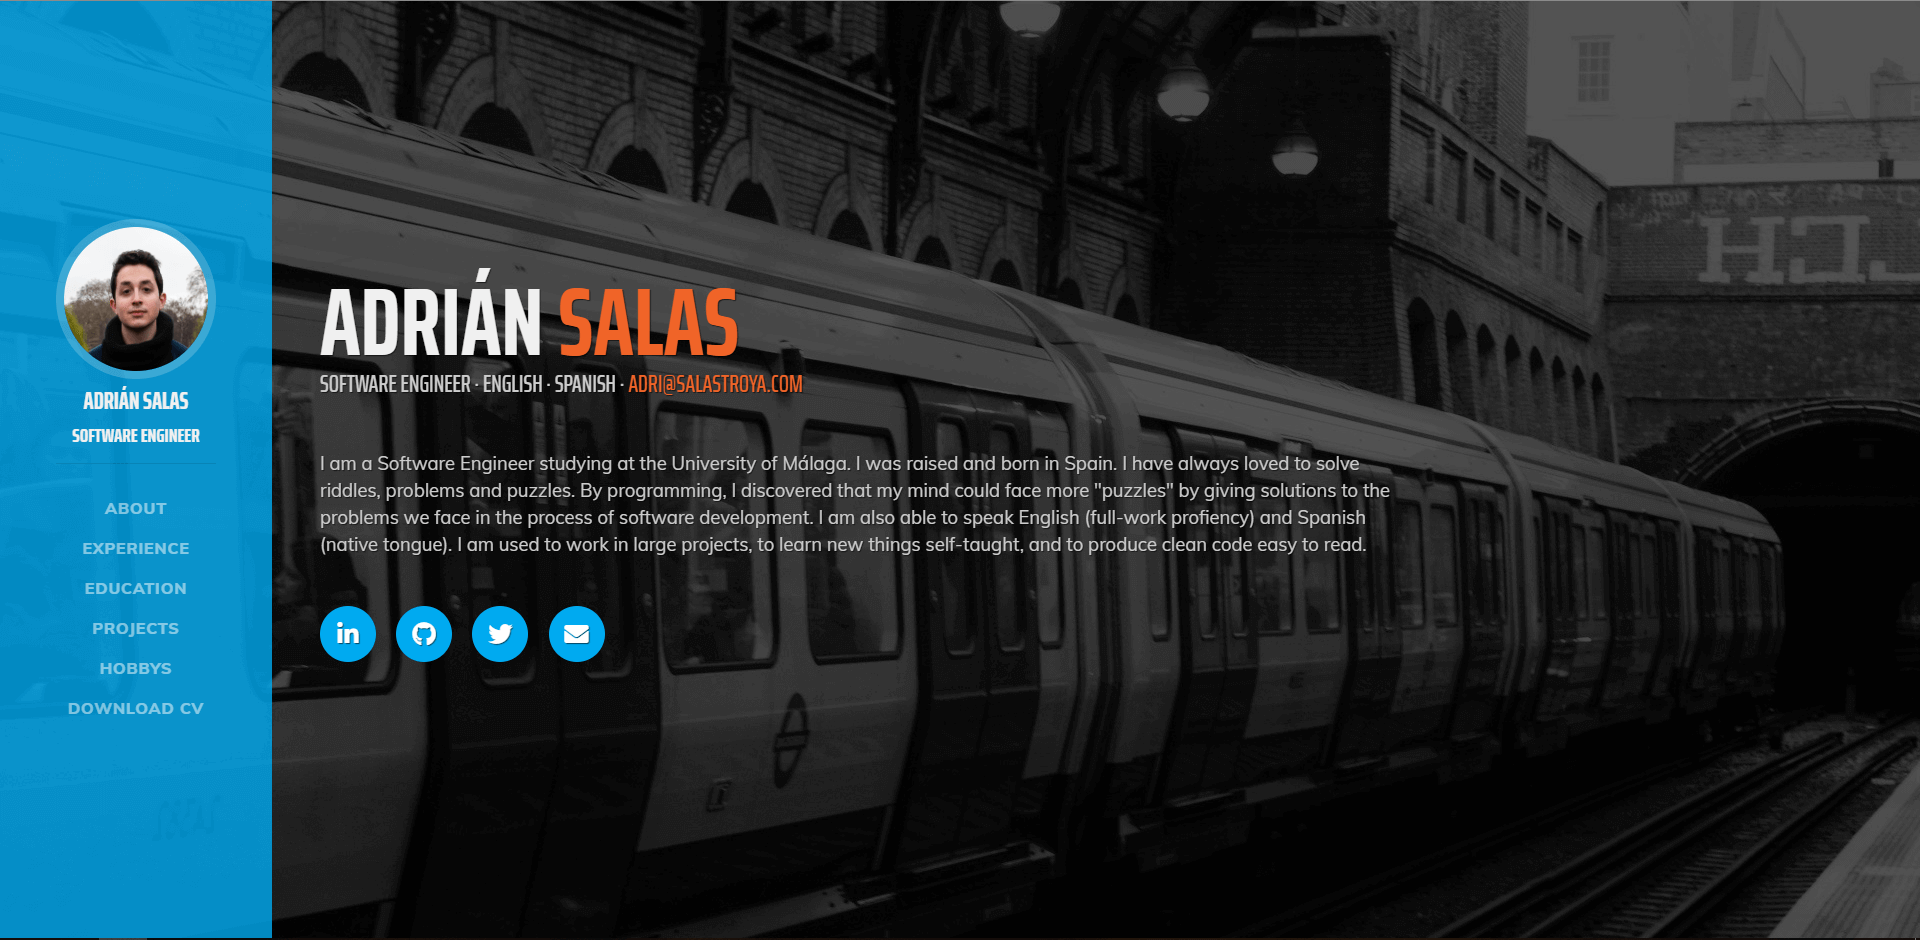 ADRIÁN SALAS
SOFTWARE ENGINEER
ABOUT
EXPERIENCE
EDUCATION
PROJECTS
HOBBYS
DOWNLOAD CV
ADRIÁN SALAS
SOFTWARE ENGINEER · ENGLISH · SPANISH · ADRI@SALASTROYA.COM
I am a Software Engineer studying at the University of Málaga. I was raised and born in Spain. I have always loved to solve
riddles, problems and puzzles. By programming, I discovered that my mind could face more "puzzles" by giving solutions to the
problems we face in the process of software development. I am also able to speak English (full-work profiency) and Spanish
(native tongue). I am used to work in large projects, to learn new things self-taught, and to produce clean code easy to read.
in